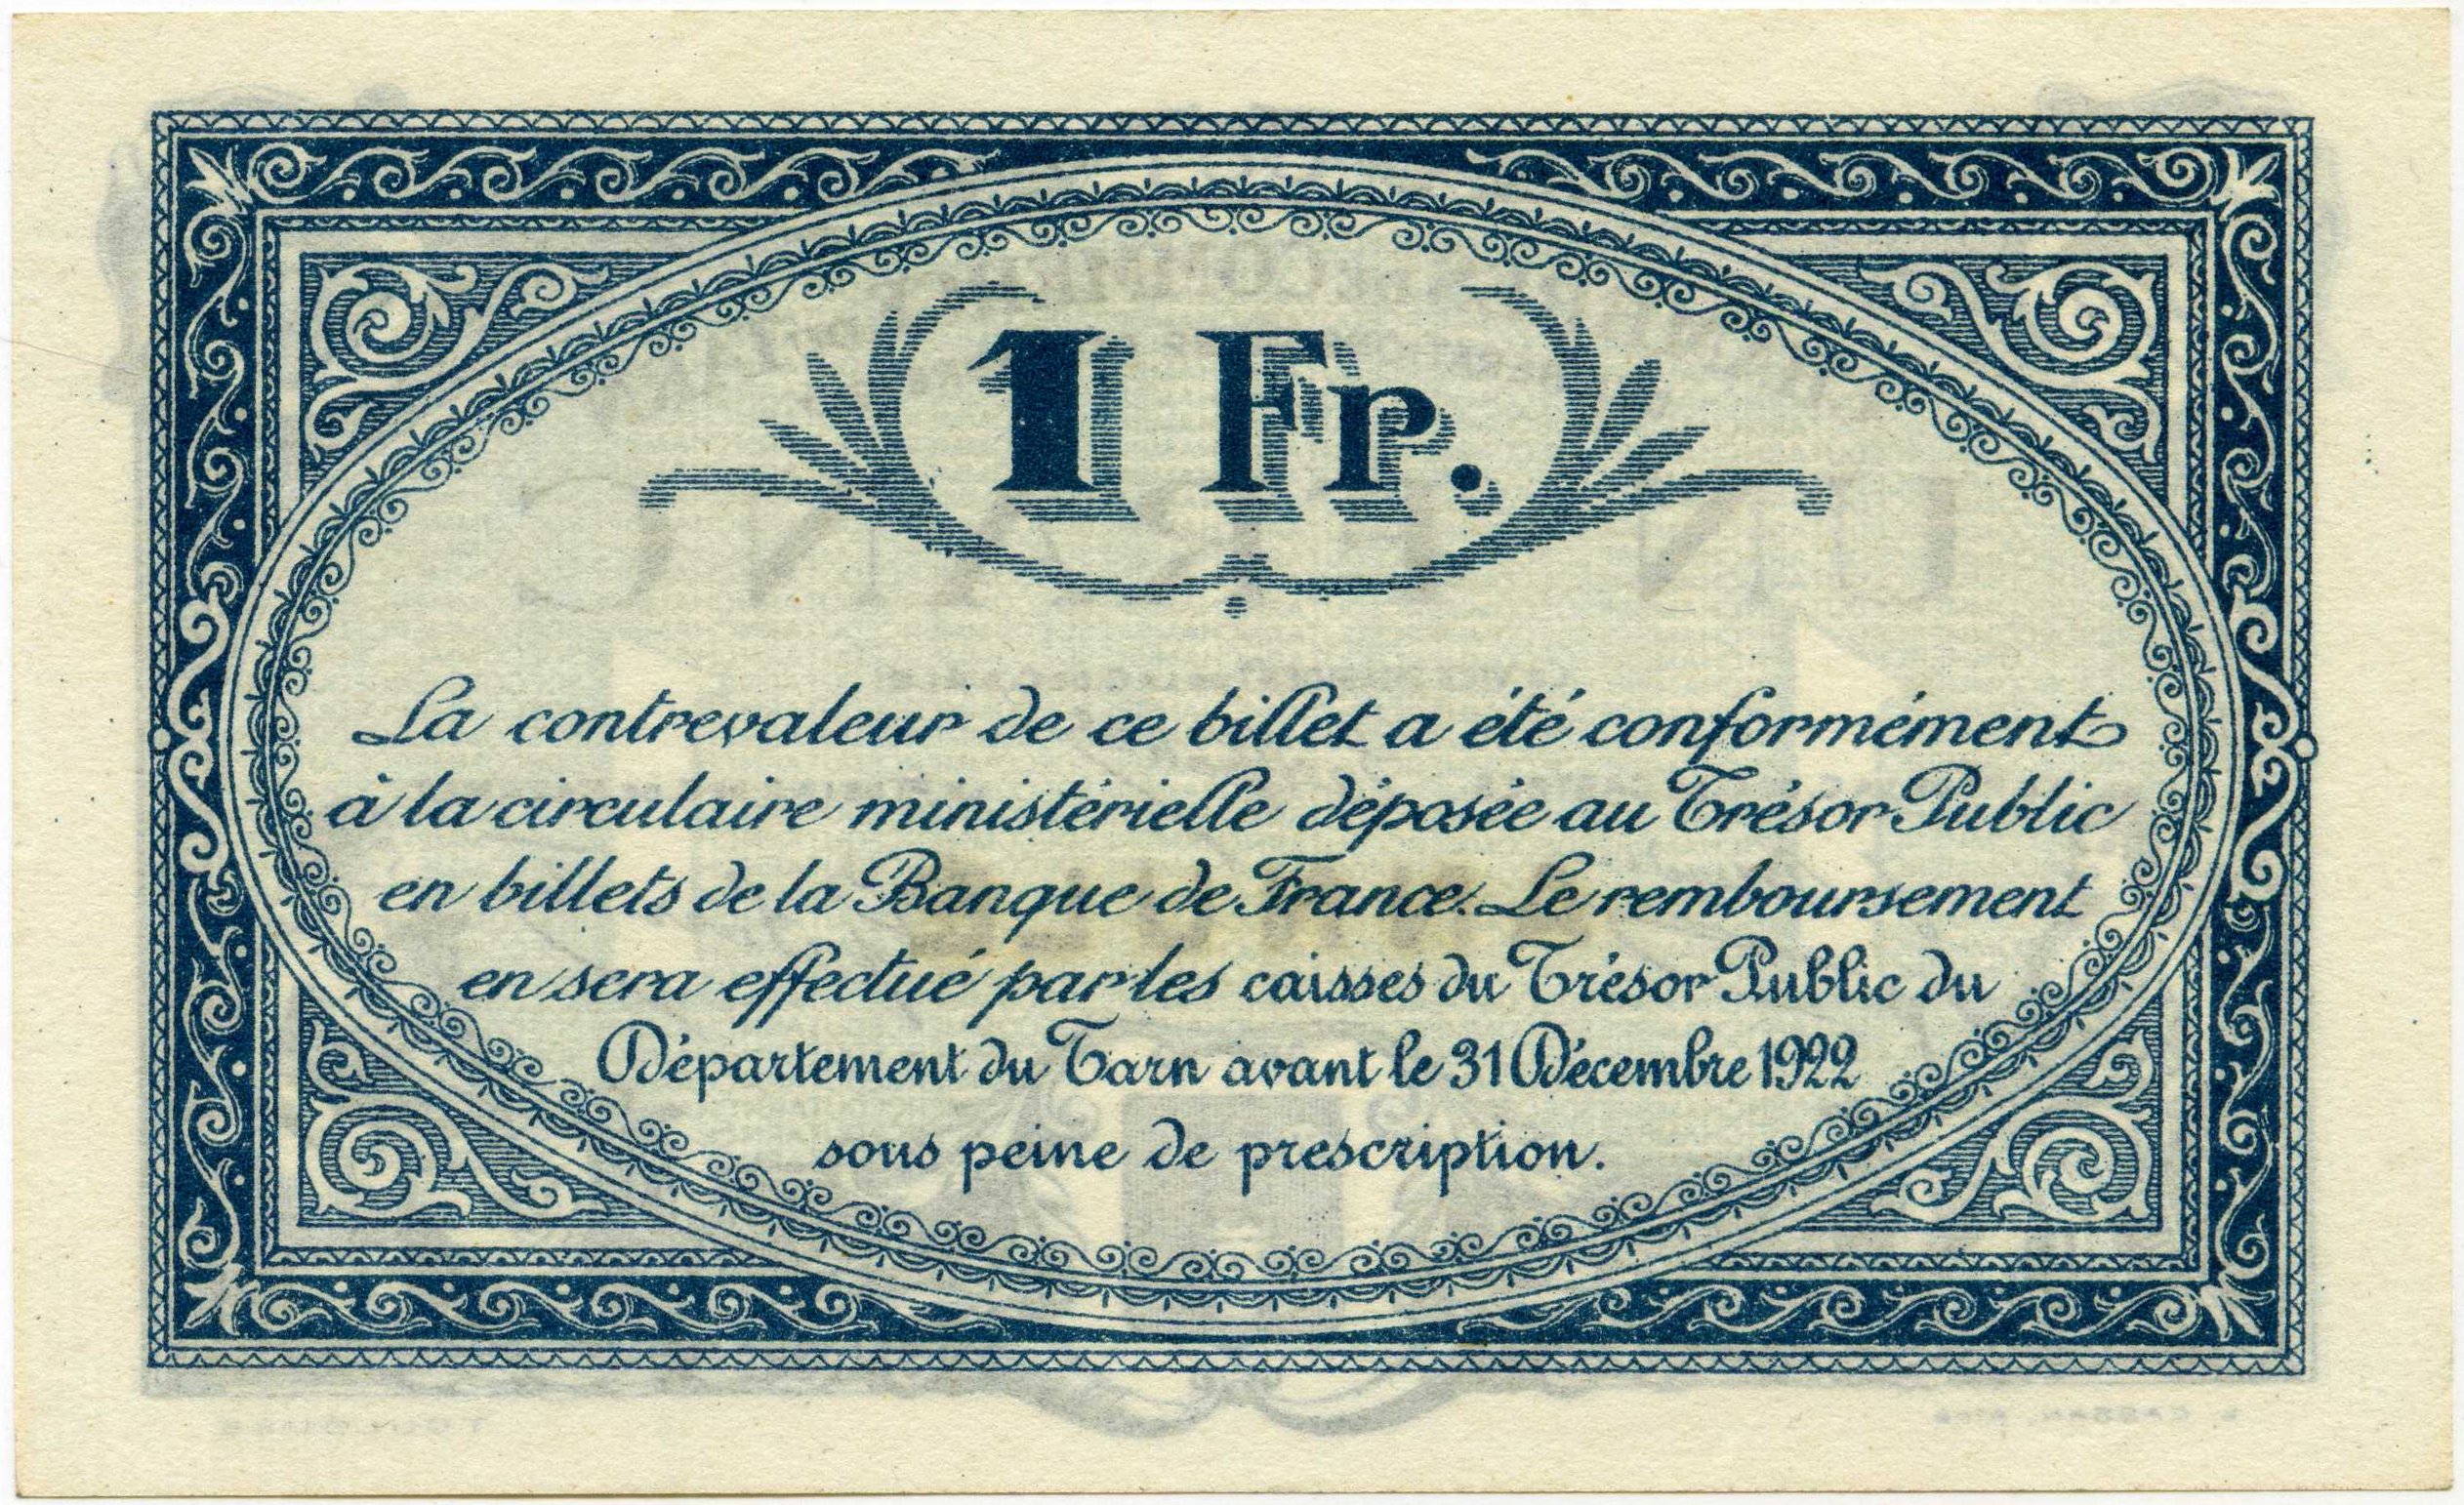 1 Fr.
La contrevaleur de ce billet a été conformément
à la circulaire ministérielle déposée au Trésor Public
en billets de la Banque de France. Le remboursement
en sera effectué par les caisses du Trésor Public du
Département du Tarn avant le 31 Décembre 1922
sous peine de prescription.